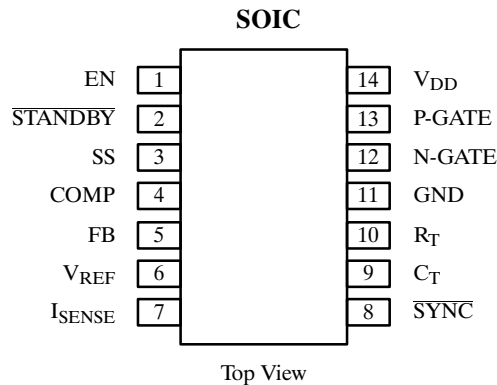 SOIC
EN 1 14 VDD
STANDBY 2 13 P-GATE
SS 3 12 N-GATE
COMP 4 11 GND
FB 5 10 RT
VREF 6 9 CT
ISENSE 7 8 SYNC
Top View